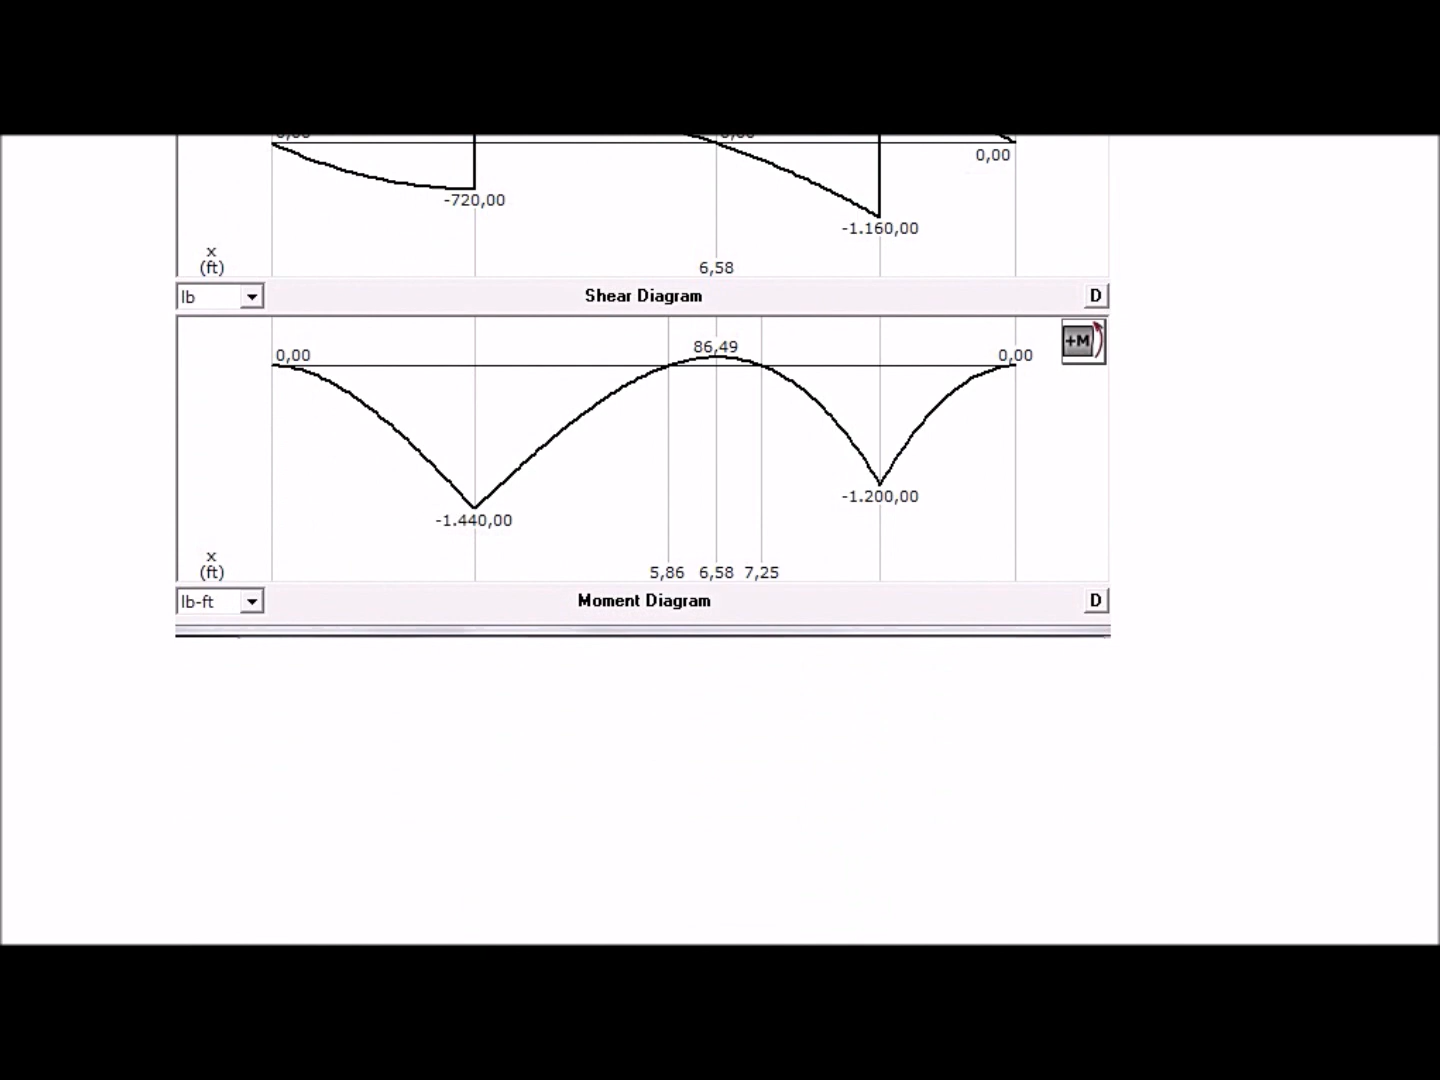 0,00
-720,00
-1.160,00
x
(ft)
6,58
lb
Shear Diagram
D
0,00
86,49
0,00
+M
-1.440,00
-1.200,00
x
(ft)
5,86 6,58 7,25
lb-ft
Moment Diagram
D